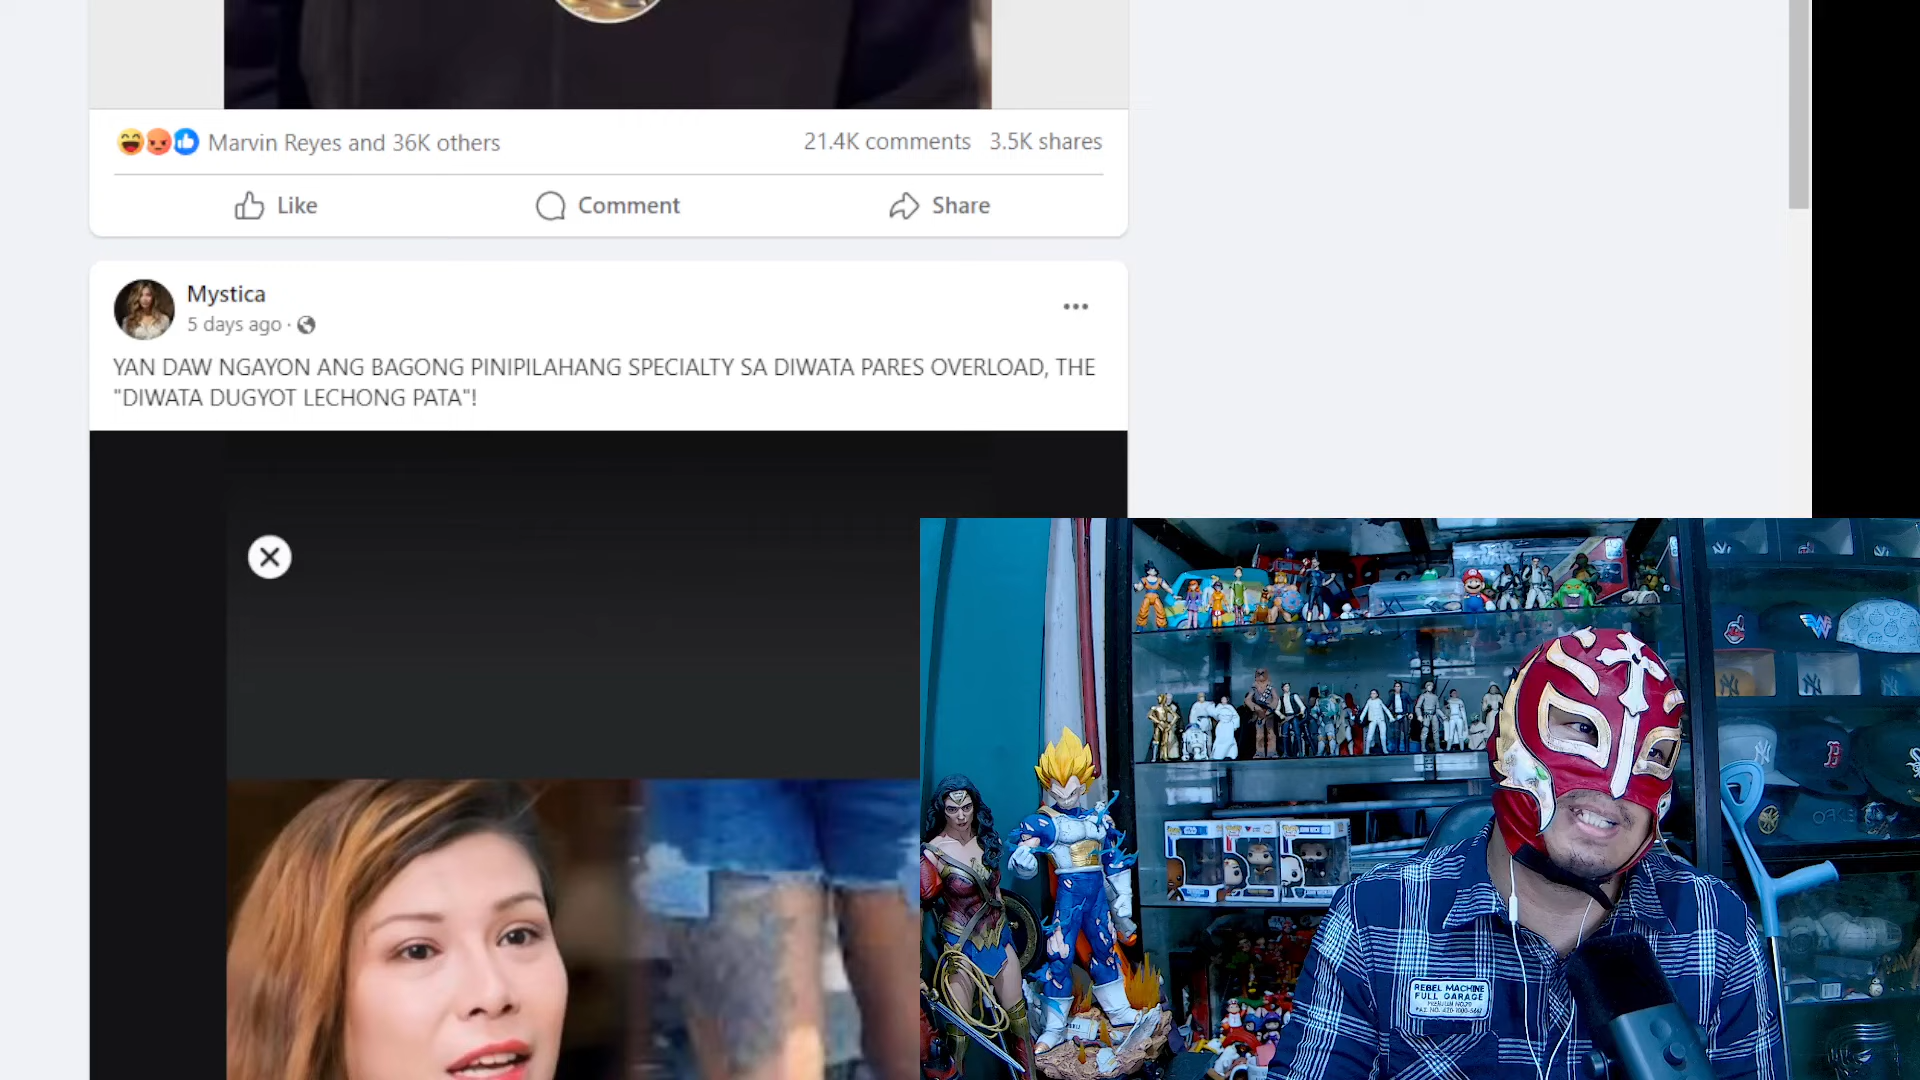 Marvin Reyes and 36K others
21.4K comments 3.5K shares
Like
Comment
Share
Mystica
5 days ago ·
YAN DAW NGAYON ANG BAGONG PINIPILAHANG SPECIALTY SA DIWATA PARES OVERLOAD, THE
"DIWATA DUGYOT LECHONG PATA"!
REBEL MACHINE
FULL GARAGE